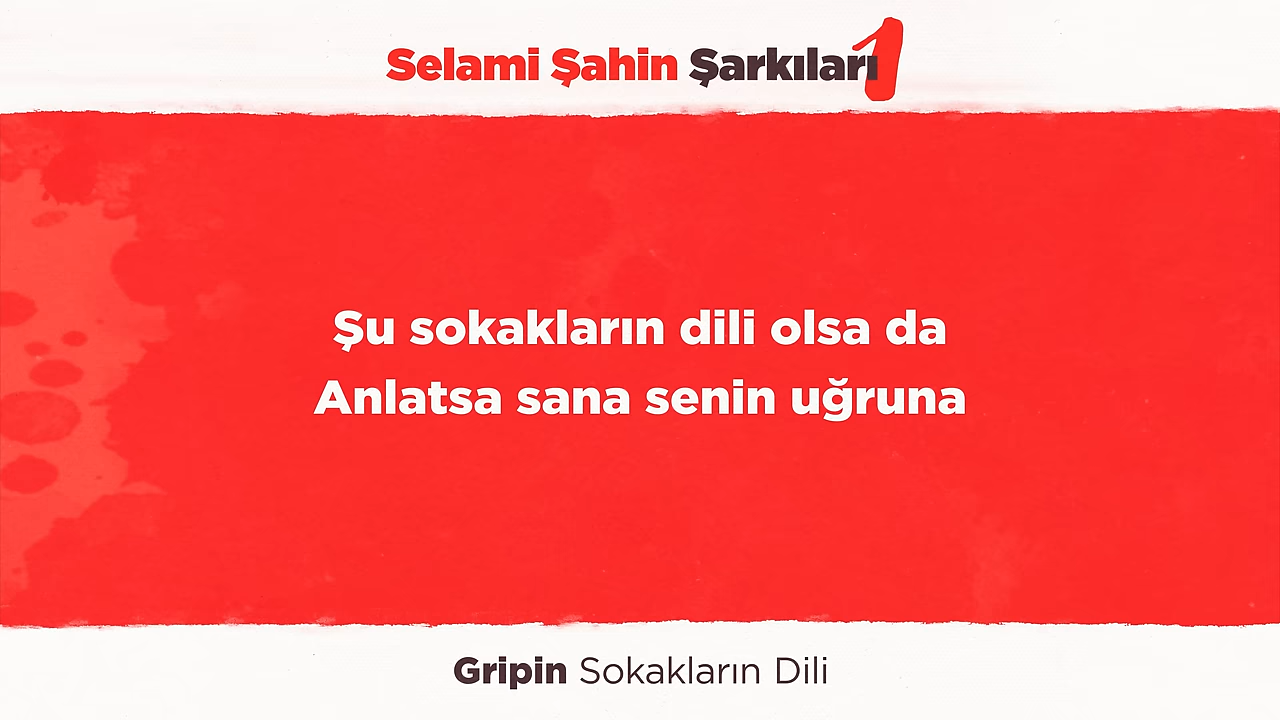 Selami Şahin Şarkıları 1
Şu sokakların dili olsa da
Anlatsa sana senin uğruna
Gripin Sokakların Dili